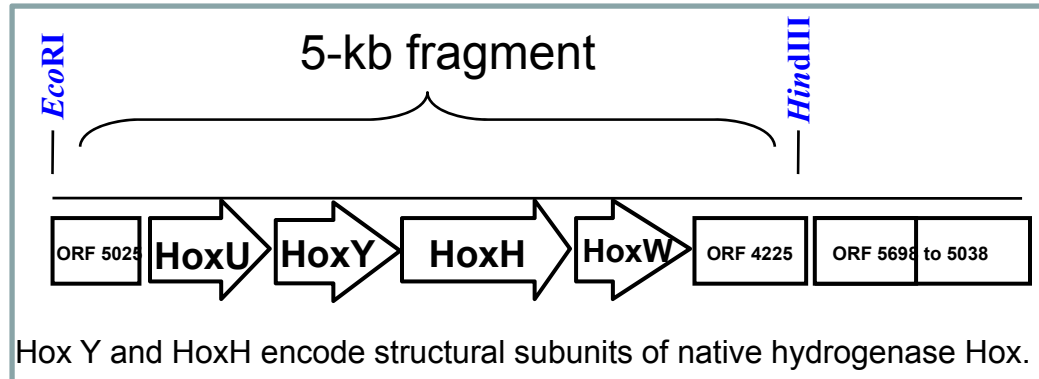 EcoRI
5-kb fragment
HindIII
ORF 5025 HoxU HoxY HoxH HoxW ORF 4225 ORF 5698 to 5038
Hox Y and HoxH encode structural subunits of native hydrogenase Hox.